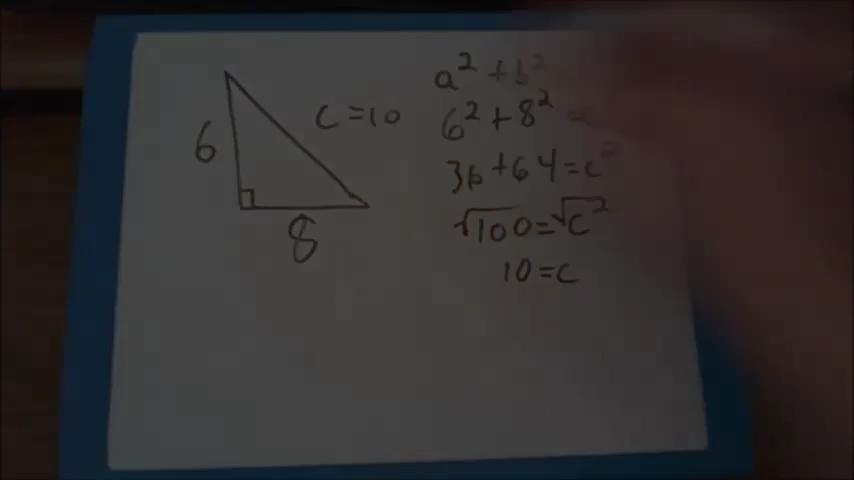 6
8
c=10
a² + b²
6² + 8² = c
36 + 64 = c²
√100 = √c²
10 = c